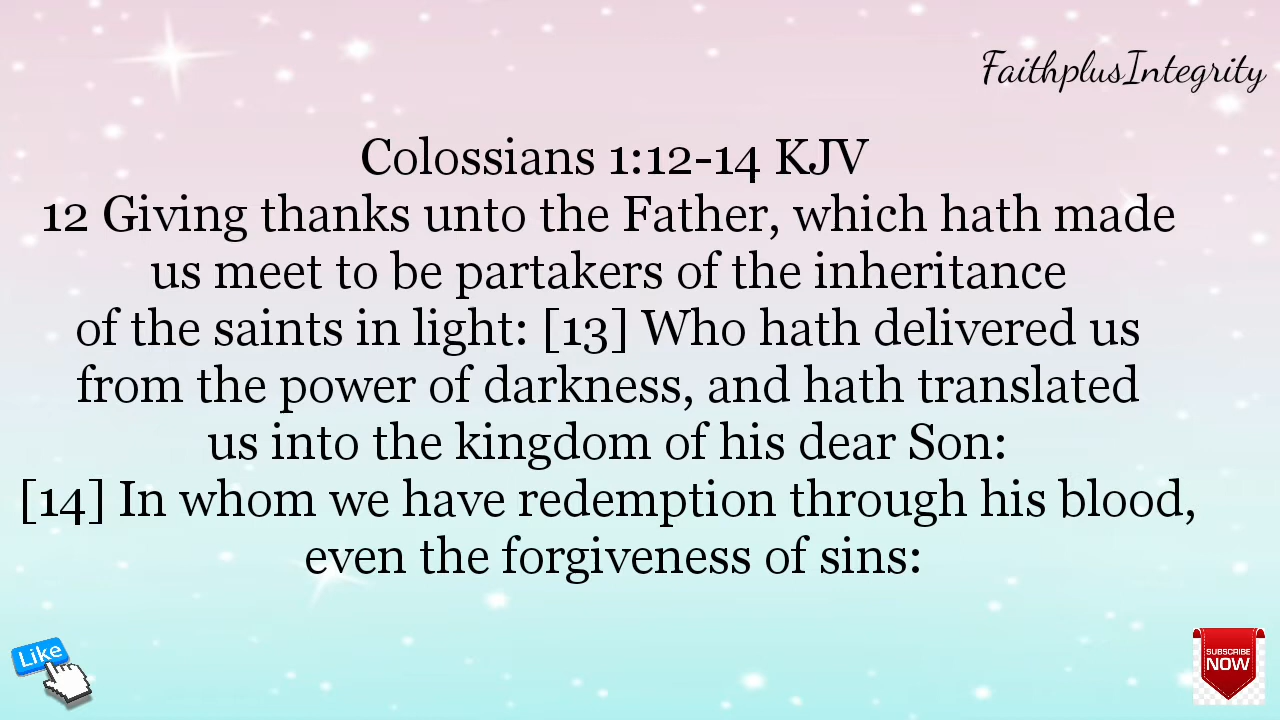 FaithplusIntegrity
Colossians 1:12-14 KJV
12 Giving thanks unto the Father, which hath made
us meet to be partakers of the inheritance
of the saints in light: [13] Who hath delivered us
from the power of darkness, and hath translated
us into the kingdom of his dear Son:
[14] In whom we have redemption through his blood,
even the forgiveness of sins:
Like
SUBSCRIBE
NOW